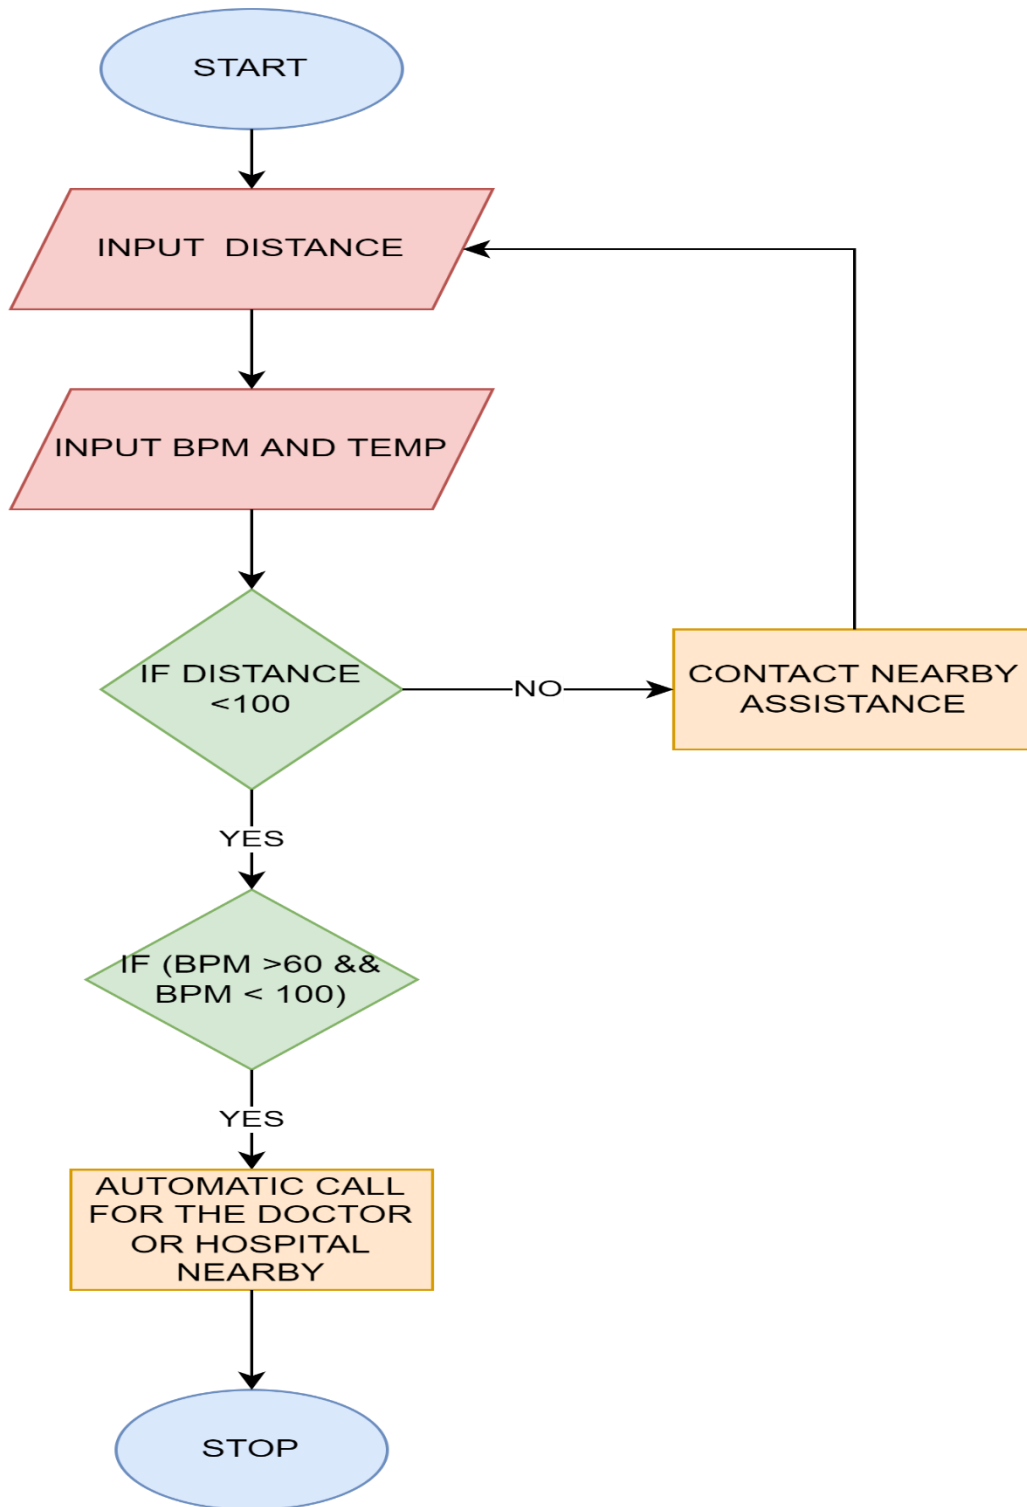 START
INPUT  DISTANCE
INPUT BPM AND TEMP
IF DISTANCE
<100
NO
CONTACT NEARBY
ASSISTANCE
YES
IF (BPM >60 &&
BPM < 100)
YES
AUTOMATIC CALL
FOR THE DOCTOR
OR HOSPITAL
NEARBY
STOP